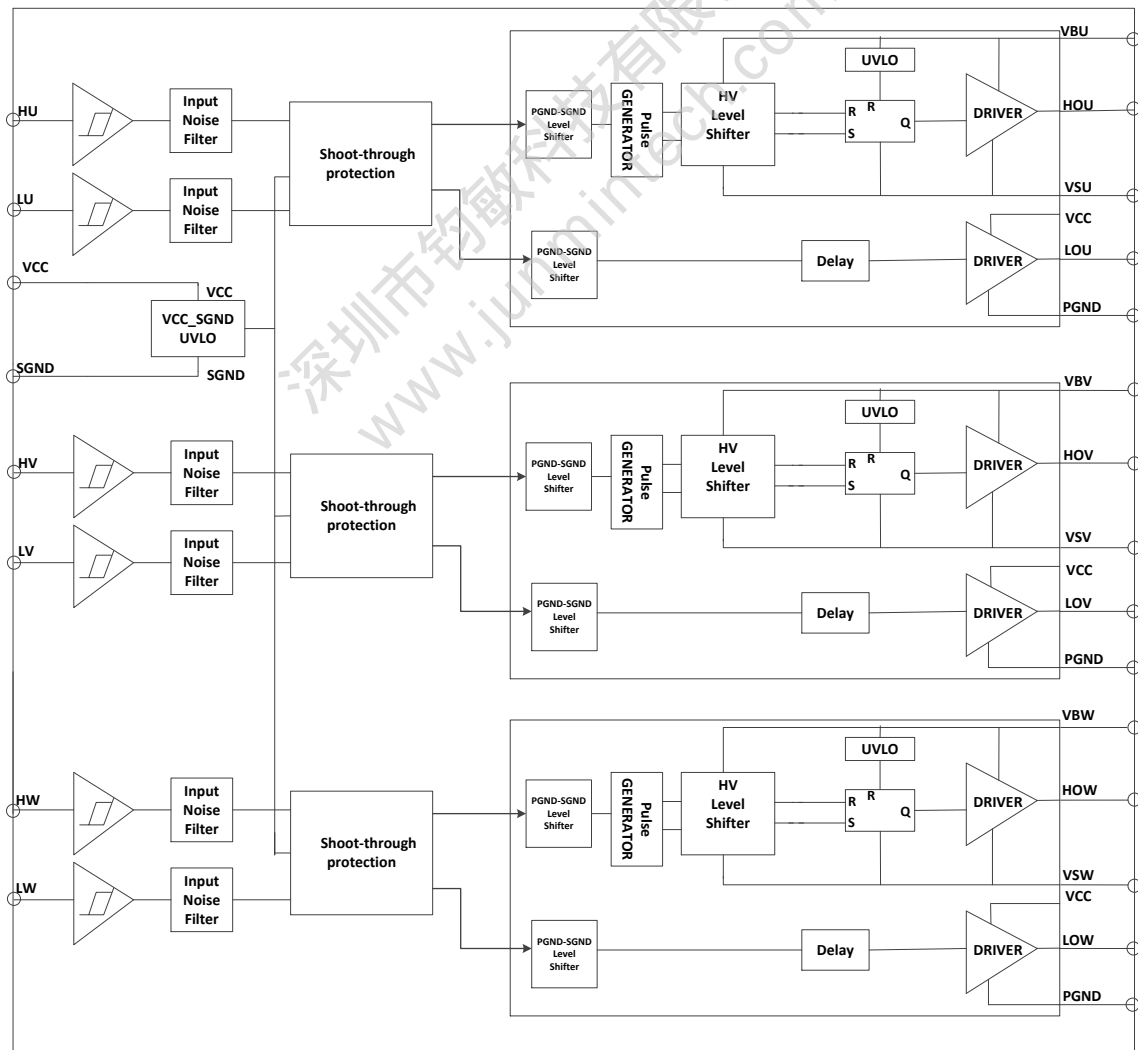 深圳市钧敏科技有限
www.junmintech.com
HU
Input
Noise
Filter
LU
Input
Noise
Filter
Shoot-through
protection
VCC
VCC
VCC_SGND
UVLO
SGND
SGND
PGND-SGND
Level
Shifter
Pulse
GENERATOR
HV
Level
Shifter
UVLO
R
R
S
Q
DRIVER
VBU
HOU
VSU
PGND-SGND
Level
Shifter
Delay
DRIVER
VCC
LOU
PGND
HV
Input
Noise
Filter
LV
Input
Noise
Filter
Shoot-through
protection
PGND-SGND
Level
Shifter
Pulse
GENERATOR
HV
Level
Shifter
UVLO
R
R
S
Q
DRIVER
VBV
HOV
VSV
PGND-SGND
Level
Shifter
Delay
DRIVER
VCC
LOV
PGND
HW
Input
Noise
Filter
LW
Input
Noise
Filter
Shoot-through
protection
PGND-SGND
Level
Shifter
Pulse
GENERATOR
HV
Level
Shifter
UVLO
R
R
S
Q
DRIVER
VBW
HOW
VSW
PGND-SGND
Level
Shifter
Delay
DRIVER
VCC
LOW
PGND